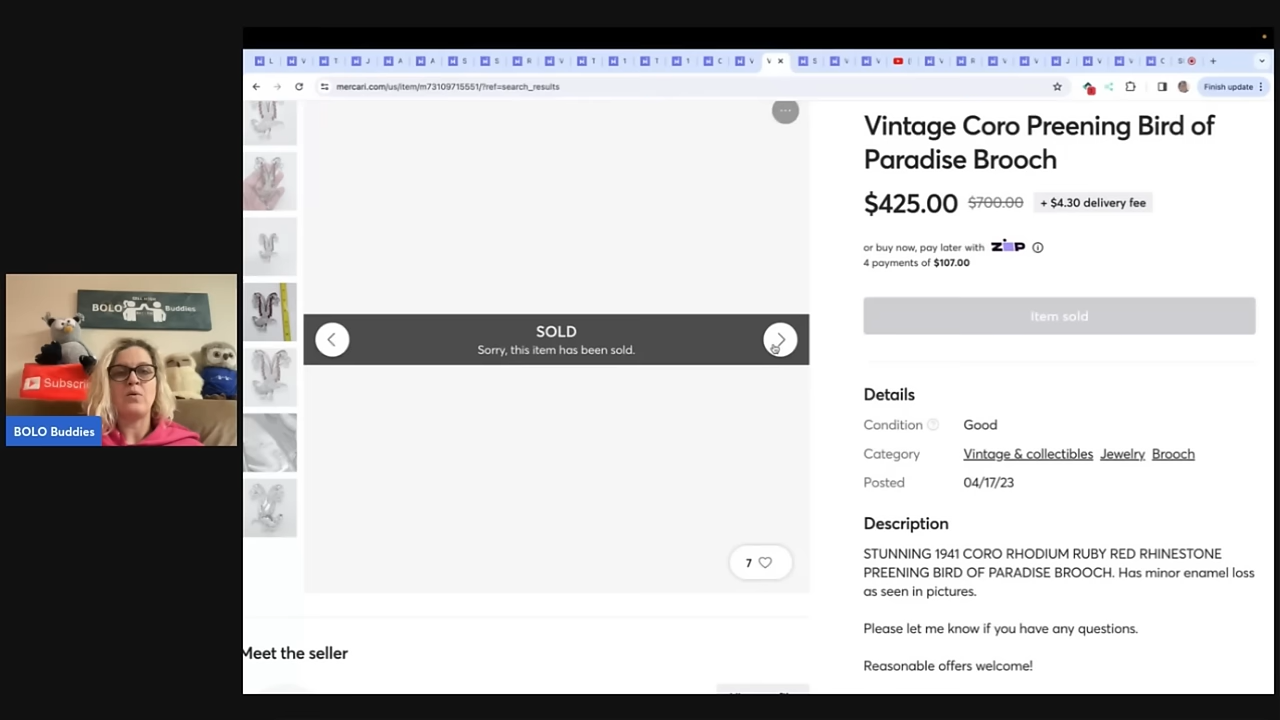 Finish update
mercari.com/us/item/m73109715551/?ref=search_results
Vintage Coro Preening Bird of
Paradise Brooch
$425.00 $700.00 + $4.30 delivery fee
or buy now, pay later with ZIP
4 payments of $107.00
SOLD
Sorry, this item has been sold.
Item sold
Details
Condition Good
Category Vintage & collectibles Jewelry Brooch
Posted 04/17/23
Description
STUNNING 1941 CORO RHODIUM RUBY RED RHINESTONE
PREENING BIRD OF PARADISE BROOCH. Has minor enamel loss
as seen in pictures.
Please let me know if you have any questions.
Reasonable offers welcome!
7
Meet the seller
BOLO Buddies
Subscri
BOLO Buddies